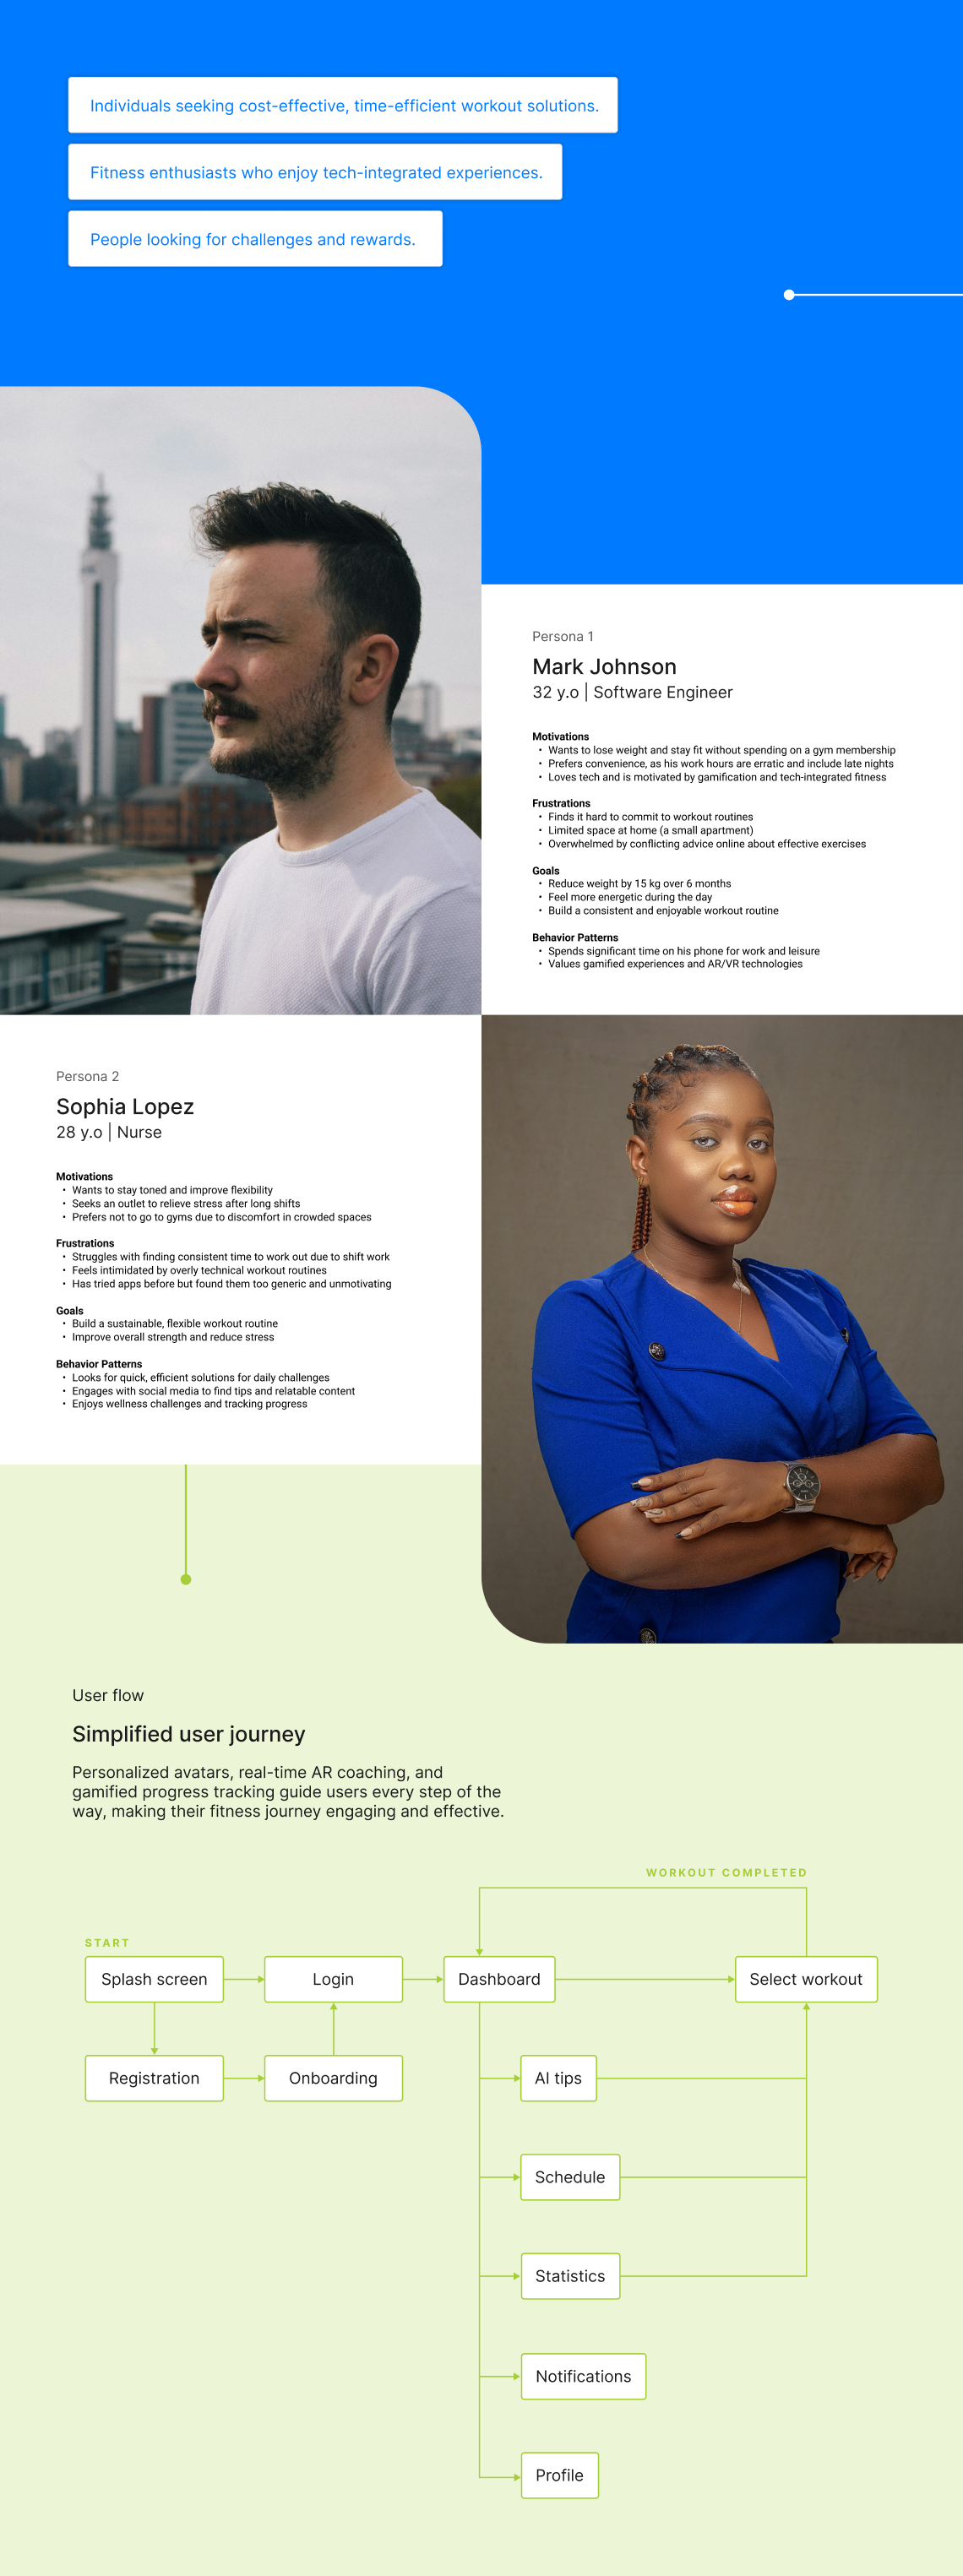 Individuals seeking cost-effective, time-efficient workout solutions.
Fitness enthusiasts who enjoy tech-integrated experiences.
People looking for challenges and rewards.
Persona 1
Mark Johnson
32 y.o | Software Engineer
Motivations
• Wants to lose weight and stay fit without spending on a gym membership
• Prefers convenience, as his work hours are erratic and include late nights
• Loves tech and is motivated by gamification and tech-integrated fitness
Frustrations
• Finds it hard to commit to workout routines
• Limited space at home (a small apartment)
• Overwhelmed by conflicting advice online about effective exercises
Goals
• Reduce weight by 15 kg over 6 months
• Feel more energetic during the day
• Build a consistent and enjoyable workout routine
Behavior Patterns
• Spends significant time on his phone for work and leisure
• Values gamified experiences and AR/VR technologies
Persona 2
Sophia Lopez
28 y.o | Nurse
Motivations
• Wants to stay toned and improve flexibility
• Seeks an outlet to relieve stress after long shifts
• Prefers not to go to gyms due to discomfort in crowded spaces
Frustrations
• Struggles with finding consistent time to work out due to shift work
• Feels intimidated by overly technical workout routines
• Has tried apps before but found them too generic and unmotivating
Goals
• Build a sustainable, flexible workout routine
• Improve overall strength and reduce stress
Behavior Patterns
• Looks for quick, efficient solutions for daily challenges
• Engages with social media to find tips and relatable content
• Enjoys wellness challenges and tracking progress
User flow
Simplified user journey
Personalized avatars, real-time AR coaching, and
gamified progress tracking guide users every step of the
way, making their fitness journey engaging and effective.
WORKOUT COMPLETED
START
Splash screen
Login
Dashboard
Select workout
Registration
Onboarding
AI tips
Schedule
Statistics
Notifications
Profile